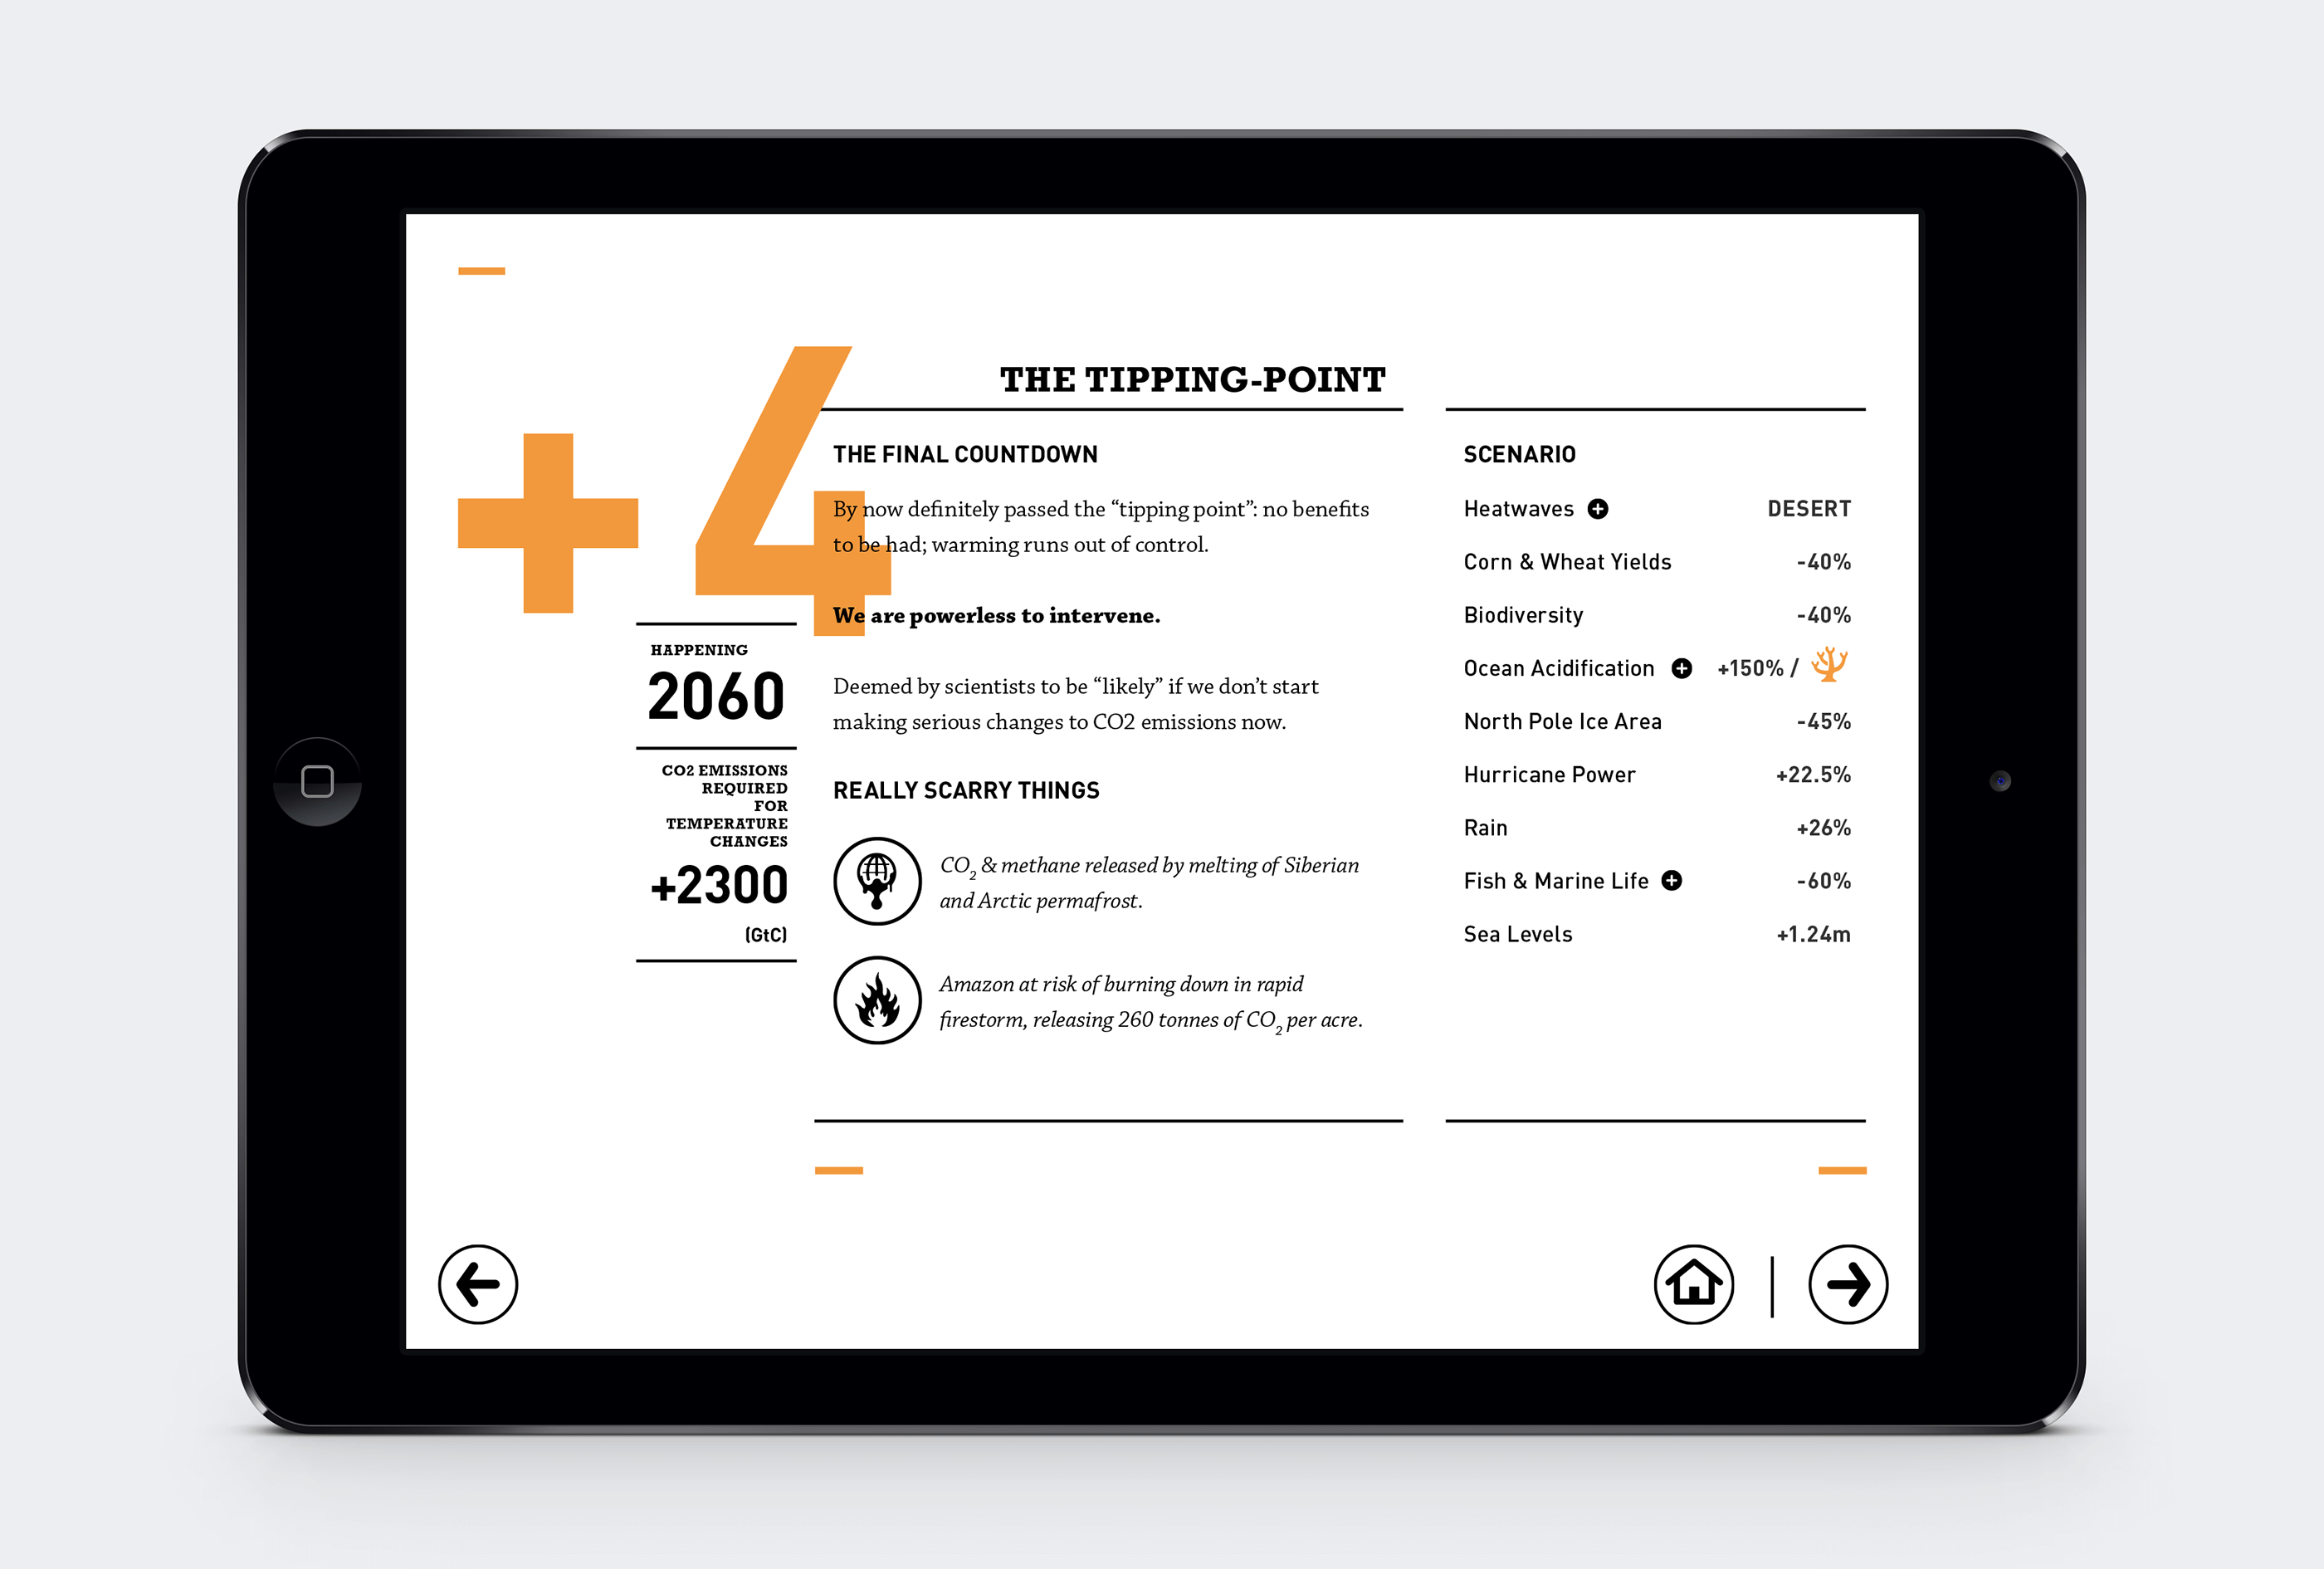 +4
THE TIPPING-POINT
HAPPENING
2060
CO2 EMISSIONS
REQUIRED
FOR
TEMPERATURE
CHANGES
+2300
(GtC)
THE FINAL COUNTDOWN
By now definitely passed the “tipping point”: no benefits
to be had; warming runs out of control.
We are powerless to intervene.
Deemed by scientists to be “likely” if we don’t start
making serious changes to CO2 emissions now.
REALLY SCARRY THINGS
CO₂ & methane released by melting of Siberian
and Arctic permafrost.
Amazon at risk of burning down in rapid
firestorm, releasing 260 tonnes of CO₂ per acre.
SCENARIO
Heatwaves + DESERT
Corn & Wheat Yields -40%
Biodiversity -40%
Ocean Acidification + +150% /
North Pole Ice Area -45%
Hurricane Power +22.5%
Rain +26%
Fish & Marine Life + -60%
Sea Levels +1.24m